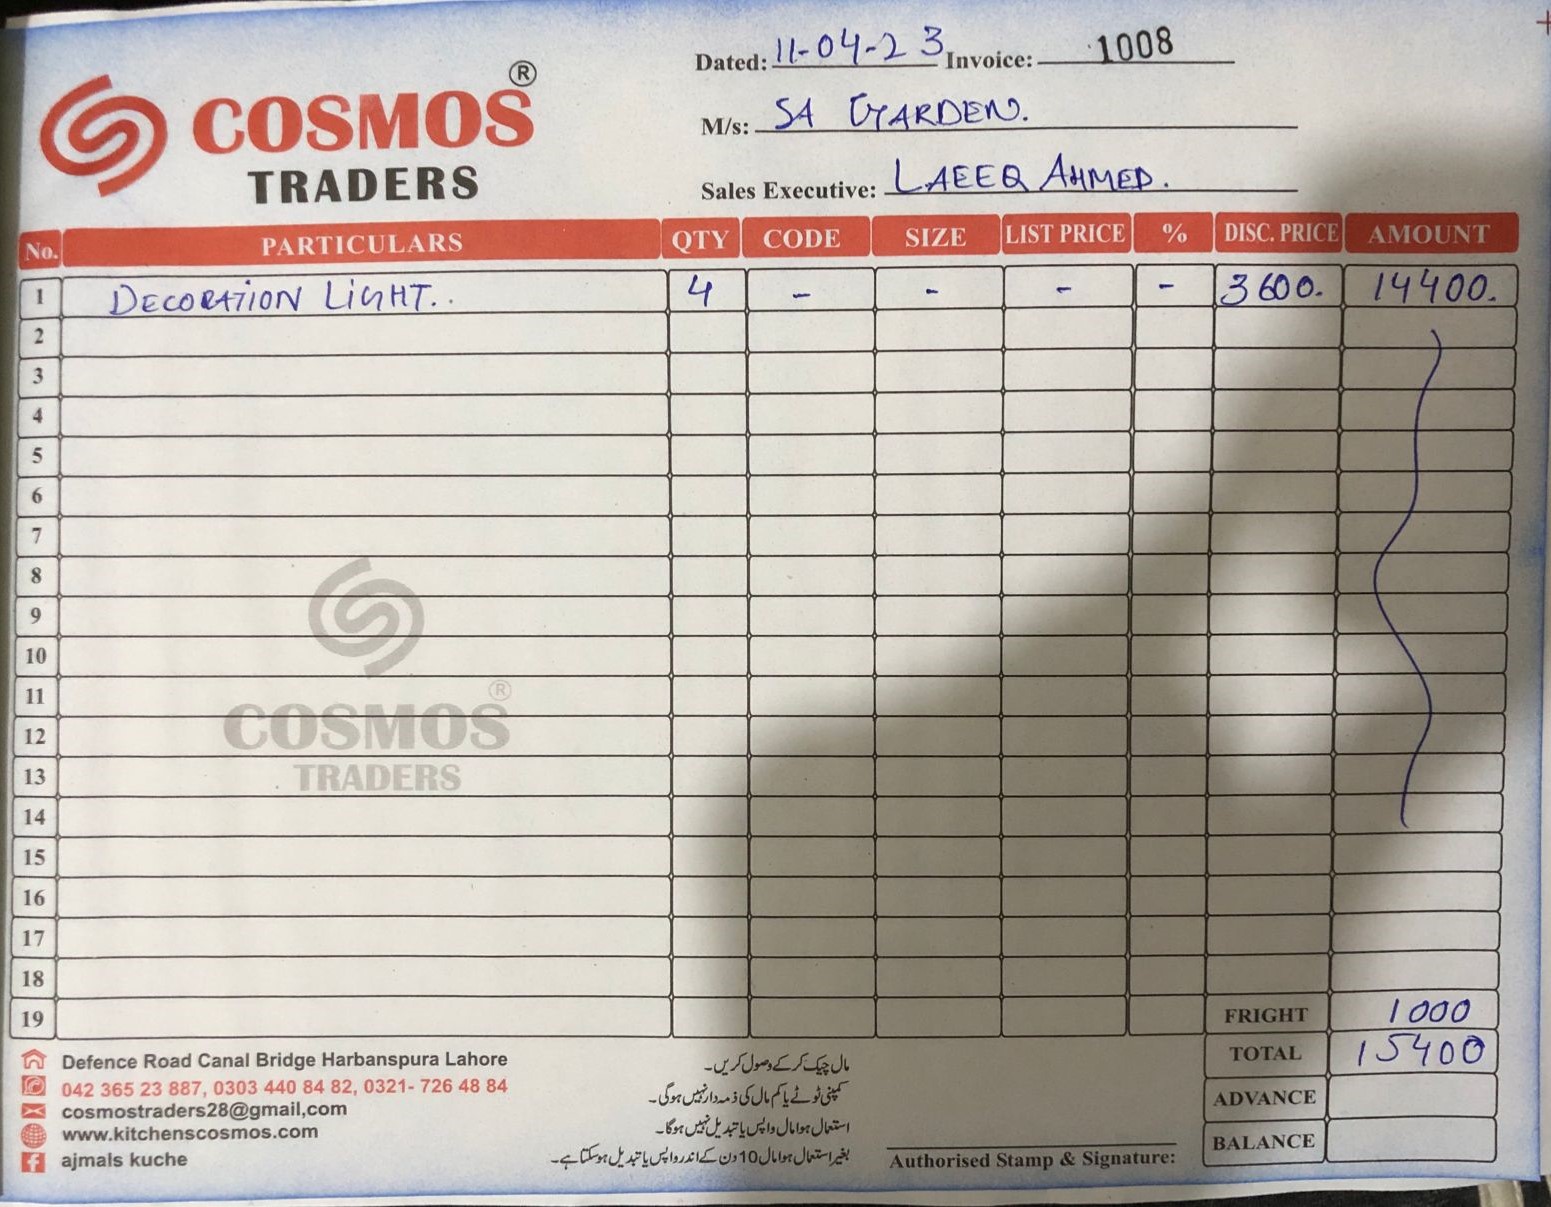 COSMOS ®
TRADERS
Dated: 11-04-23 Invoice: 1008
M/s: SA GARDEN.
Sales Executive: LAEEQ AHMED.
No. PARTICULARS QTY CODE SIZE LIST PRICE % DISC. PRICE AMOUNT
1 DECORATION LIGHT.. 4 - - - - 3600. 14400.
2
3
4
5
6
7
8
9
10
11
12
13
14
15
16
17
18
19 FRIGHT 1000
COSMOS ®
TRADERS
TOTAL 15400
ADVANCE
BALANCE
Defence Road Canal Bridge Harbanspura Lahore
042 365 23 887, 0303 440 84 82, 0321- 726 48 84
cosmostraders28@gmail,com
www.kitchenscosmos.com
ajmals kuche
مال چیک کر کے وصول کریں۔
کمپنی ٹوٹے یا کم مال کی ذمہ دار نہیں ہوگی۔
استعمال ہوا مال واپس یا تبدیل نہیں ہوگا۔
بغیر استعمال ہوا مال 10 دن کے اندر واپس یا تبدیل ہوسکتا ہے۔
Authorised Stamp & Signature: